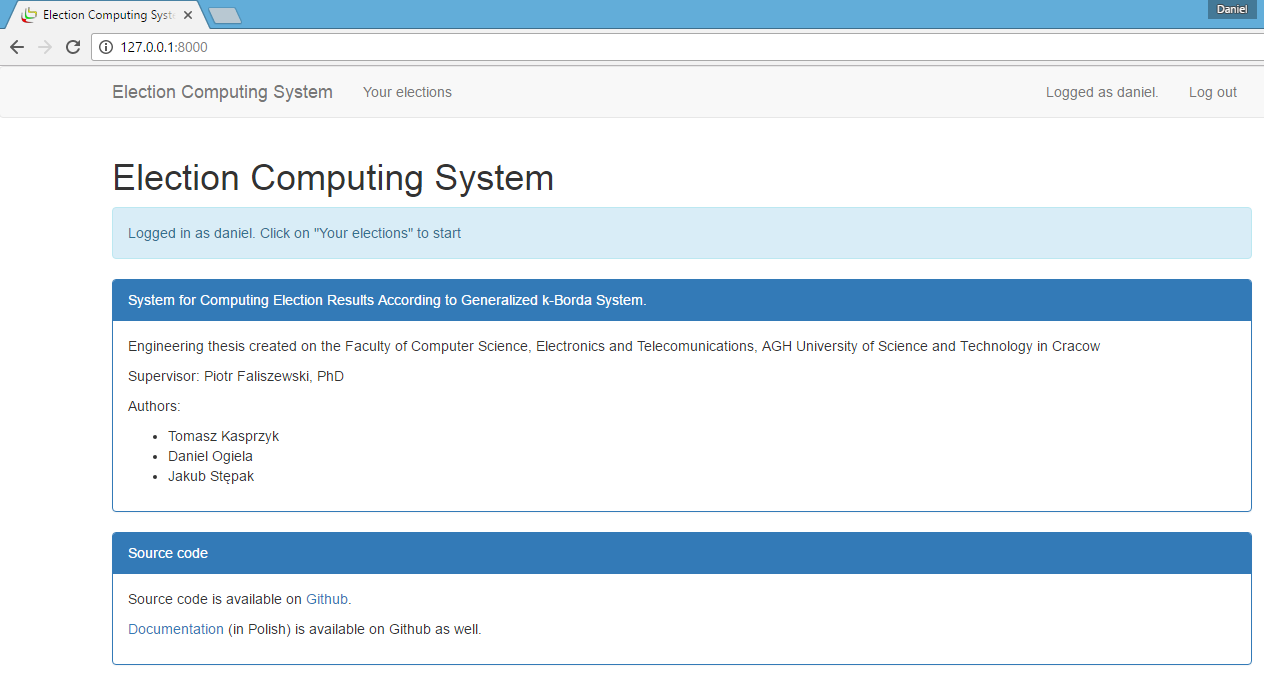 Election Computing Syst
Daniel
127.0.0.1:8000
Election Computing System
Your elections
Logged as daniel.
Log out
Election Computing System
Logged in as daniel. Click on "Your elections" to start
System for Computing Election Results According to Generalized k-Borda System.
Engineering thesis created on the Faculty of Computer Science, Electronics and Telecomunications, AGH University of Science and Technology in Cracow
Supervisor: Piotr Faliszewski, PhD
Authors:
• Tomasz Kasprzyk
• Daniel Ogiela
• Jakub Stępak
Source code
Source code is available on Github.
Documentation (in Polish) is available on Github as well.